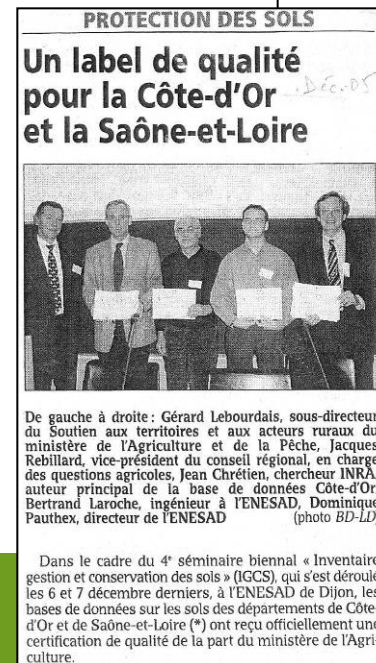 PROTECTION DES SOLS
Un label de qualité
pour la Côte-d'Or
et la Saône-et-Loire
Déc. 05
De gauche à droite : Gérard Lebourdais, sous-directeur
du Soutien aux territoires et aux acteurs ruraux du
ministère de l'Agriculture et de la Pêche, Jacques
Rebillard, vice-président du conseil régional, en charge
des questions agricoles, Jean Chrétien, chercheur INRA,
auteur principal de la base de données Côte-d'Or,
Bertrand Laroche, ingénieur à l'ENESAD, Dominique
Pauthex, directeur de l'ENESAD (photo BD-LD)
Dans le cadre du 4e séminaire biennal « Inventaire
gestion et conservation des sols » (IGCS), qui s'est déroulé
les 6 et 7 décembre derniers, à l'ENESAD de Dijon, les
bases de données sur les sols des départements de Côte-
d'Or et de Saône-et-Loire (*) ont reçu officiellement une
certification de qualité de la part du ministère de l'Agri-
culture.